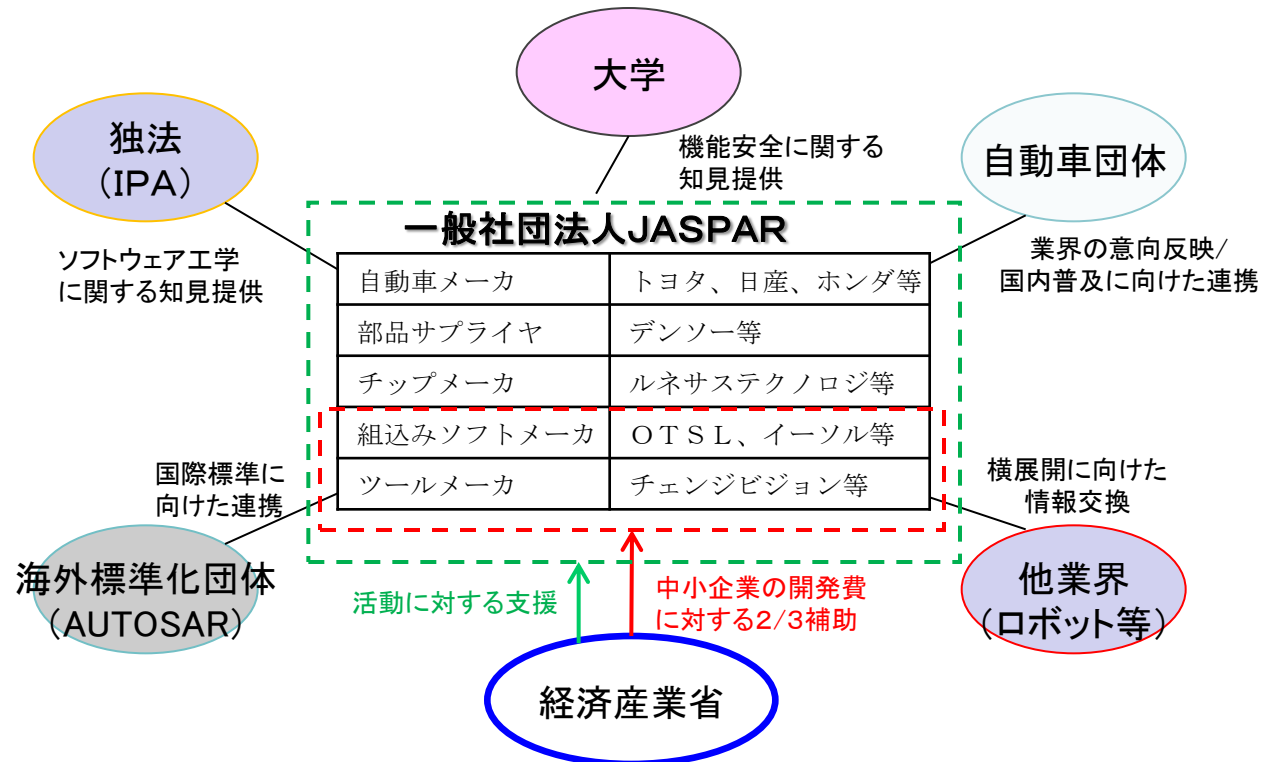 大学
独法
(IPA)
自動車団体
機能安全に関する
知見提供
ソフトウェア工学
に関する知見提供
業界の意向反映/
国内普及に向けた連携
一般社団法人JASPAR
自動車メーカ トヨタ、日産、ホンダ等
部品サプライヤ デンソー等
チップメーカ ルネサステクノロジ等
組込みソフトメーカ OTSL、イーソル等
ツールメーカ チェンジビジョン等
国際標準に
向けた連携
横展開に向けた
情報交換
海外標準化団体
(AUTOSAR)
他業界
(ロボット等)
活動に対する支援
中小企業の開発費
に対する2/3補助
経済産業省